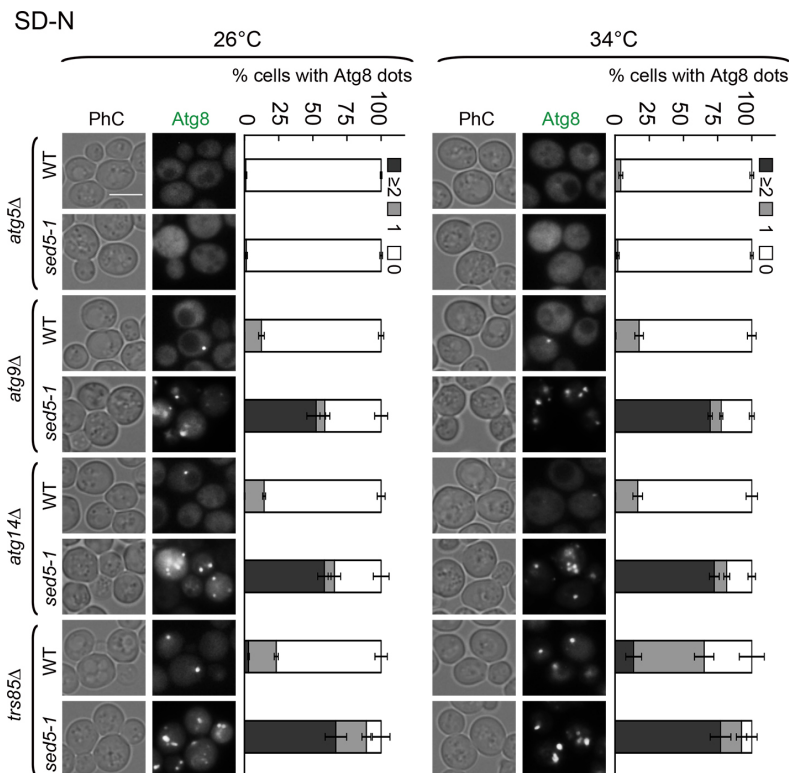 SD-N
26°C
34°C
% cells with Atg8 dots
% cells with Atg8 dots
PhC
Atg8
0
25
50
75
100
PhC
Atg8
0
25
50
75
100
≥2
1
0
≥2
1
0
atg5Δ
WT
sed5-1
atg9Δ
WT
sed5-1
atg14Δ
WT
sed5-1
trs85Δ
WT
sed5-1